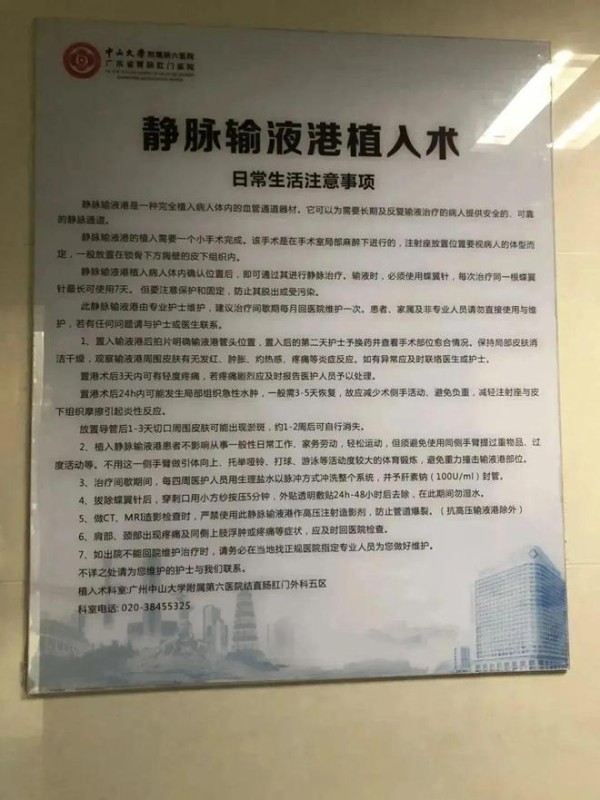 中山大学附属第六医院
广东省胃肠肛门医院
静脉输液港植入术
日常生活注意事项
静脉输液港是一种完全植入病人体内的血管通道器材。它可以为需要长期及反复输液治疗的病人提供安全的、可靠
的静脉通道。
静脉输液港的植入需要一个小手术完成。该手术是在手术室局部麻醉下进行的，注射座放置位置要视病人的体型而
定，一般放置在锁骨下方胸壁的皮下组织内。
静脉输液港植入病人体内确认位置后，即可通过其进行静脉治疗。输液时，必须使用蝶翼针，每次治疗同一根蝶翼
针最长可使用7天。 但要注意保护和固定，防止其脱出或受污染。
此静脉输液港由专业护士维护，建议治疗间歇期每月回医院维护一次。患者、家属及非专业人员请勿直接使用与维
护，若有任何问题请与护士或医生联系。
1、置入输液港后拍片明确输液港管头位置，置入后的第二天护士予换药并查看手术部位愈合情况。保持局部皮肤清
洁干燥，观察输液港周围皮肤有无发红、肿胀、灼热感、疼痛等炎症反应。如有异常应及时联络医生或护士。
置港术后3天内可有轻度疼痛，若疼痛剧烈应及时报告医护人员予以处理。
置港术后24h内可能发生局部组织急性水肿，一般需3-5天恢复，故应减少术侧手活动、避免负重，减轻注射座与皮
下组织摩擦引起炎性反应。
放置导管后1-3天切口周围皮肤可能出现淤斑，约1-2周后可自行消失。
2、植入静脉输液港患者不影响从事一般性日常工作、家务劳动，轻松运动，但须避免使用同侧手臂提过重物品、过
度活动等。不用这一侧手臂做引体向上、托举哑铃、打球、游泳等活动度较大的体育锻炼，避免重力撞击输液港部位。
3、治疗间歇期间，每四周医护人员用生理盐水以脉冲方式冲洗整个系统，并予肝素钠（100U/ml）封管。
4、拔除蝶翼针后，穿刺口用小方纱按压5分钟，外贴透明敷贴24h-48小时后去除，在此期间勿湿水。
5、做CT、MRI造影检查时，严禁使用此静脉输液港作高压注射造影剂，防止管道爆裂。（抗高压输液港除外）
6、肩部、颈部出现疼痛及同侧上肢浮肿或疼痛等症状，应及时回医院检查。
7、如出院不能回院维护治疗时，请务必在当地找正规医院指定专业人员为您做好维护。
不详之处请为您维护的护士与我们联系。
植入术科室:广州中山大学附属第六医院结直肠肛门外科五区
科室电话: 020-38455325